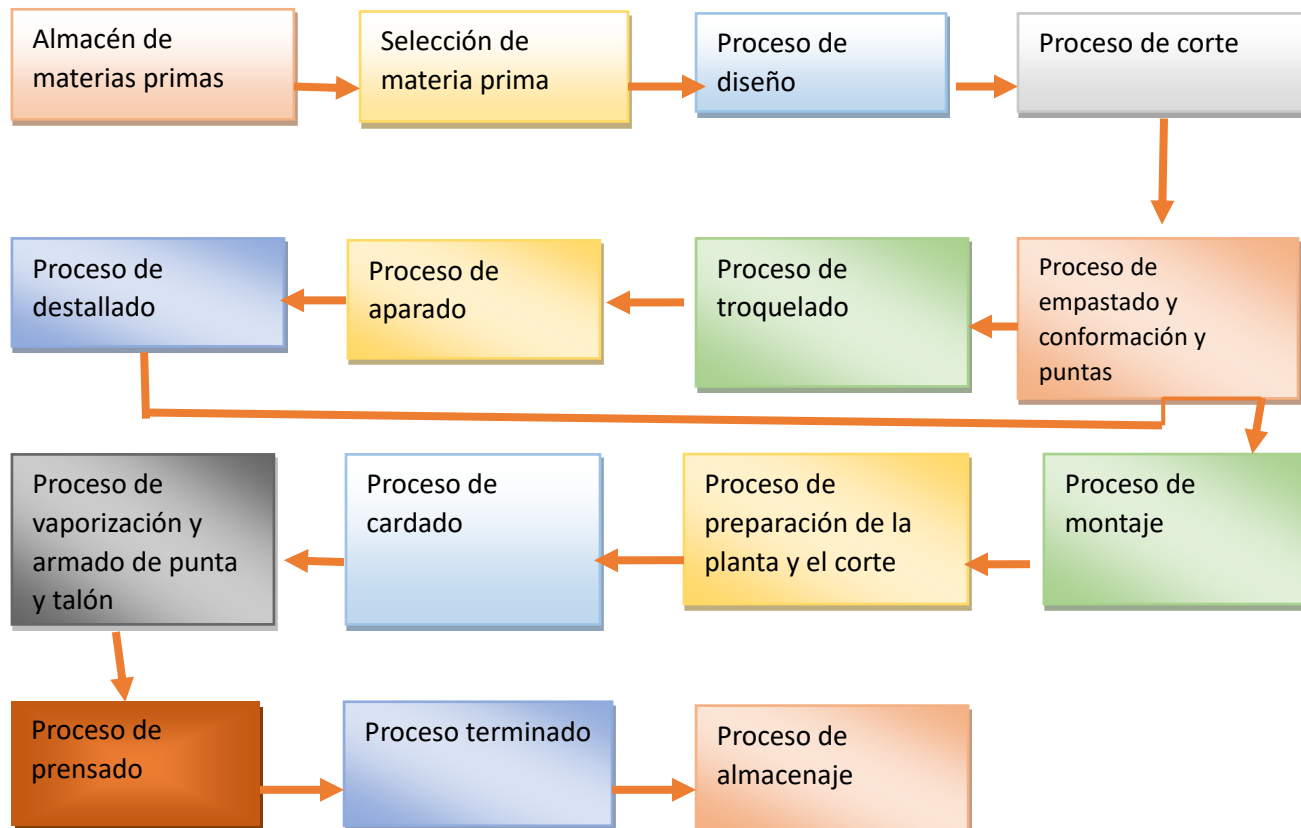 Almacén de
materias primas
Selección de
materia prima
Proceso de
diseño
Proceso de corte
Proceso de
destallado
Proceso de
aparado
Proceso de
troquelado
Proceso de
empastado y
conformación y
puntas
Proceso de
vaporización y
armado de punta
y talón
Proceso de
cardado
Proceso de
preparación de la
planta y el corte
Proceso de
montaje
Proceso de
prensado
Proceso terminado
Proceso de
almacenaje